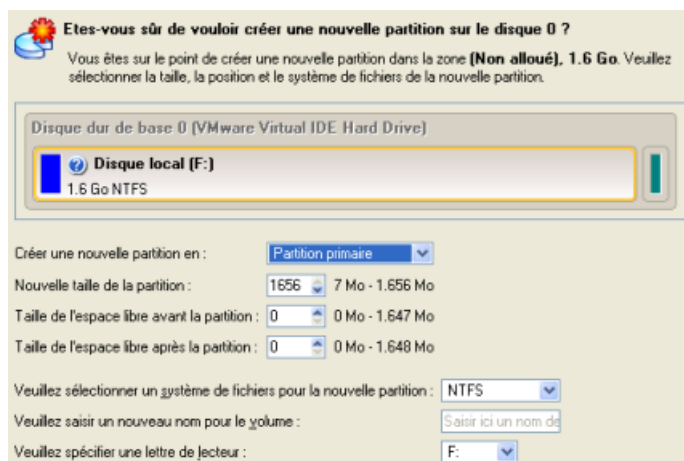 Etes-vous sûr de vouloir créer une nouvelle partition sur le disque 0 ?
Vous êtes sur le point de créer une nouvelle partition dans la zone (Non alloué), 1.6 Go. Veuillez
sélectionner la taille, la position et le système de fichiers de la nouvelle partition.
Disque dur de base 0 (VMware Virtual IDE Hard Drive)
Disque local (F:)
1.6 Go NTFS
Créer une nouvelle partition en : Partition primaire
Nouvelle taille de la partition : 1656 7 Mo - 1.656 Mo
Taille de l'espace libre avant la partition : 0 0 Mo - 1.647 Mo
Taille de l'espace libre après la partition : 0 0 Mo - 1.648 Mo
Veuillez sélectionner un système de fichiers pour la nouvelle partition : NTFS
Veuillez saisir un nouveau nom pour le volume : Saisir ici un nom de
Veuillez spécifier une lettre de lecteur : F: